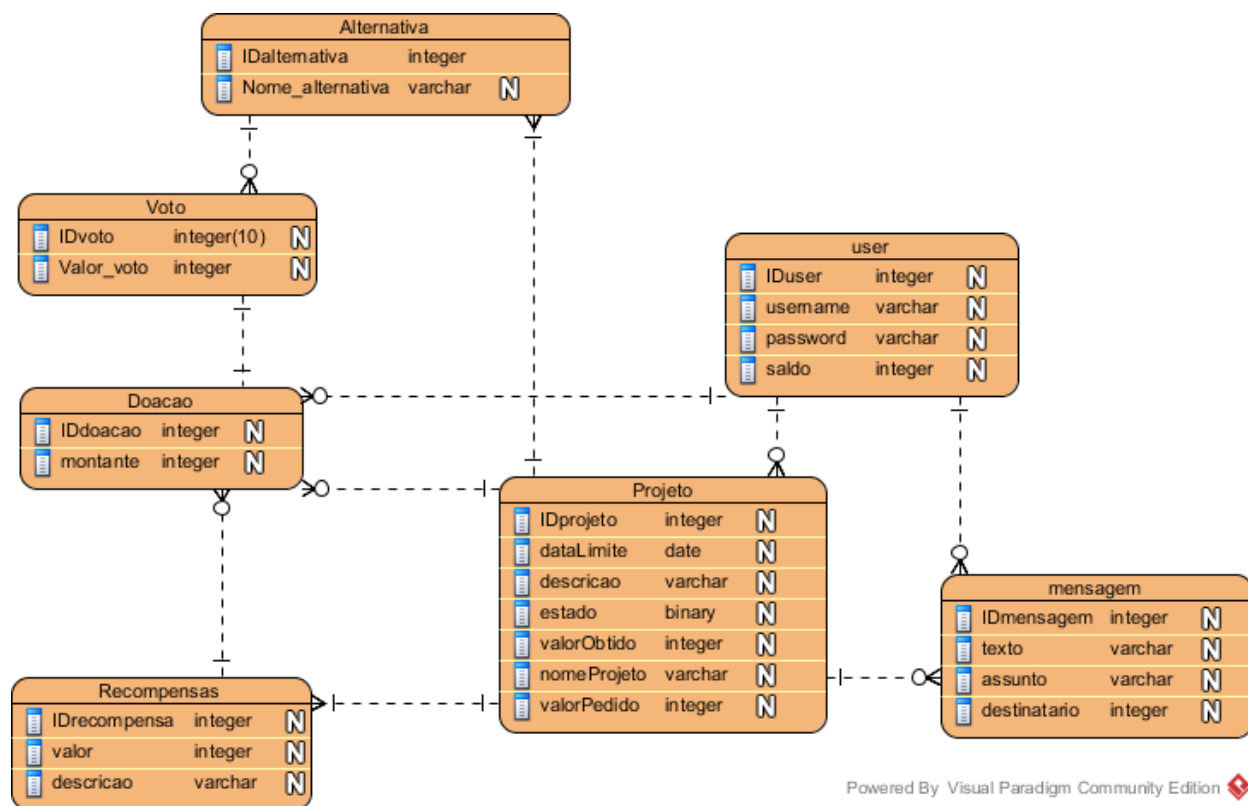 Alternativa
IDalternativa integer
Nome_alternativa varchar N
Voto
IDvoto integer(10) N
Valor_voto integer N
user
IDuser integer N
username varchar N
password varchar N
saldo integer N
Doacao
IDdoacao integer N
montante integer N
Projeto
IDprojeto integer N
dataLimite date N
descricao varchar N
estado binary N
valorObtido integer N
nomeProjeto varchar N
valorPedido integer N
mensagem
IDmensagem integer N
texto varchar N
assunto varchar N
destinatario integer N
Recompensas
IDrecompensa integer N
valor integer N
descricao varchar N
Powered By Visual Paradigm Community Edition